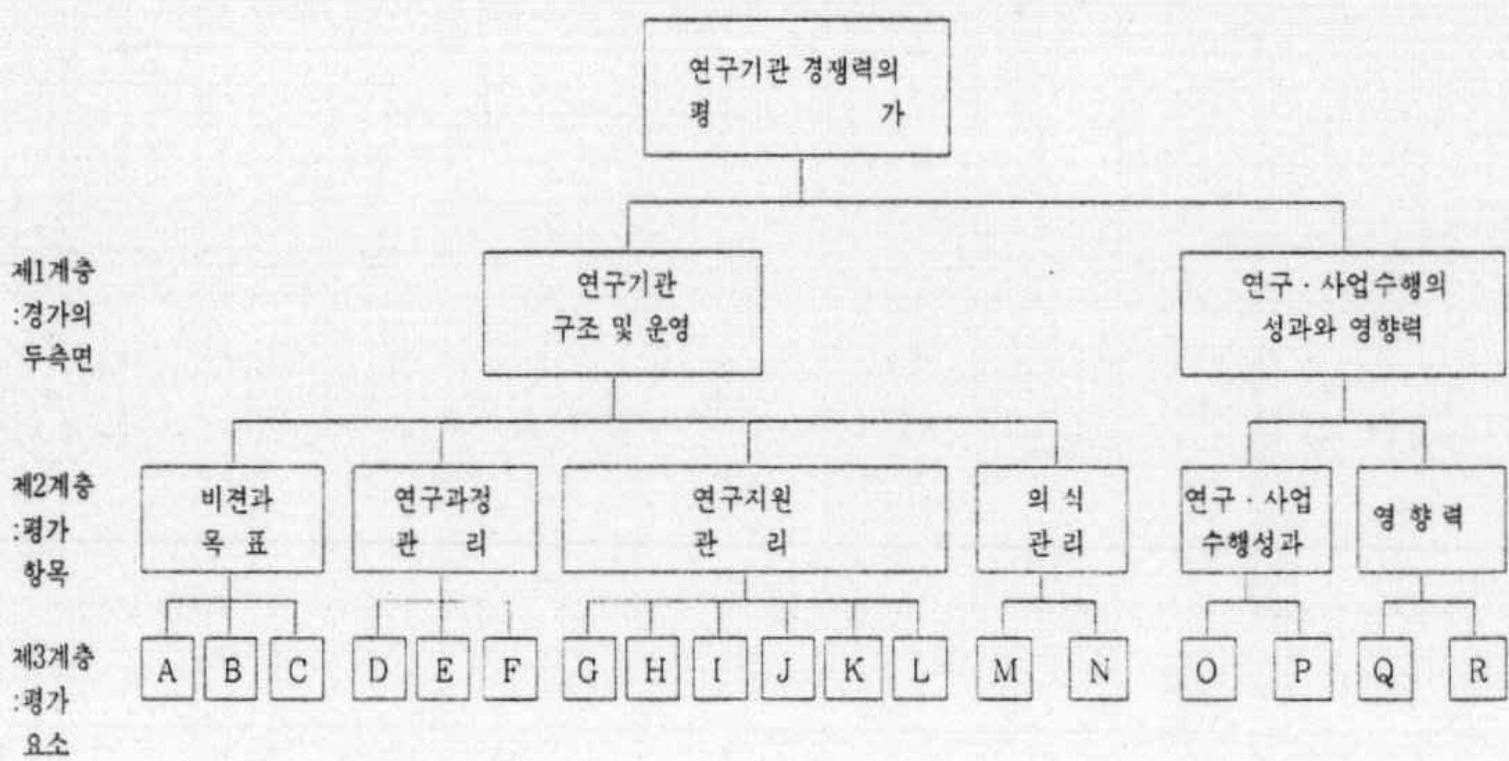 연구기관 경쟁력의
평 가
제1계층
:경가의
두측면
연구기관
구조 및 운영
연구 · 사업수행의
성과와 영향력
제2계층
:평가
항목
비견과
목 표
연구과정
관 리
연구지원
관 리
의 식
관 리
연구 · 사업
수행성과
영 향 력
제3계층
:평가
요소
A B C D E F G H I J K L M N O P Q R